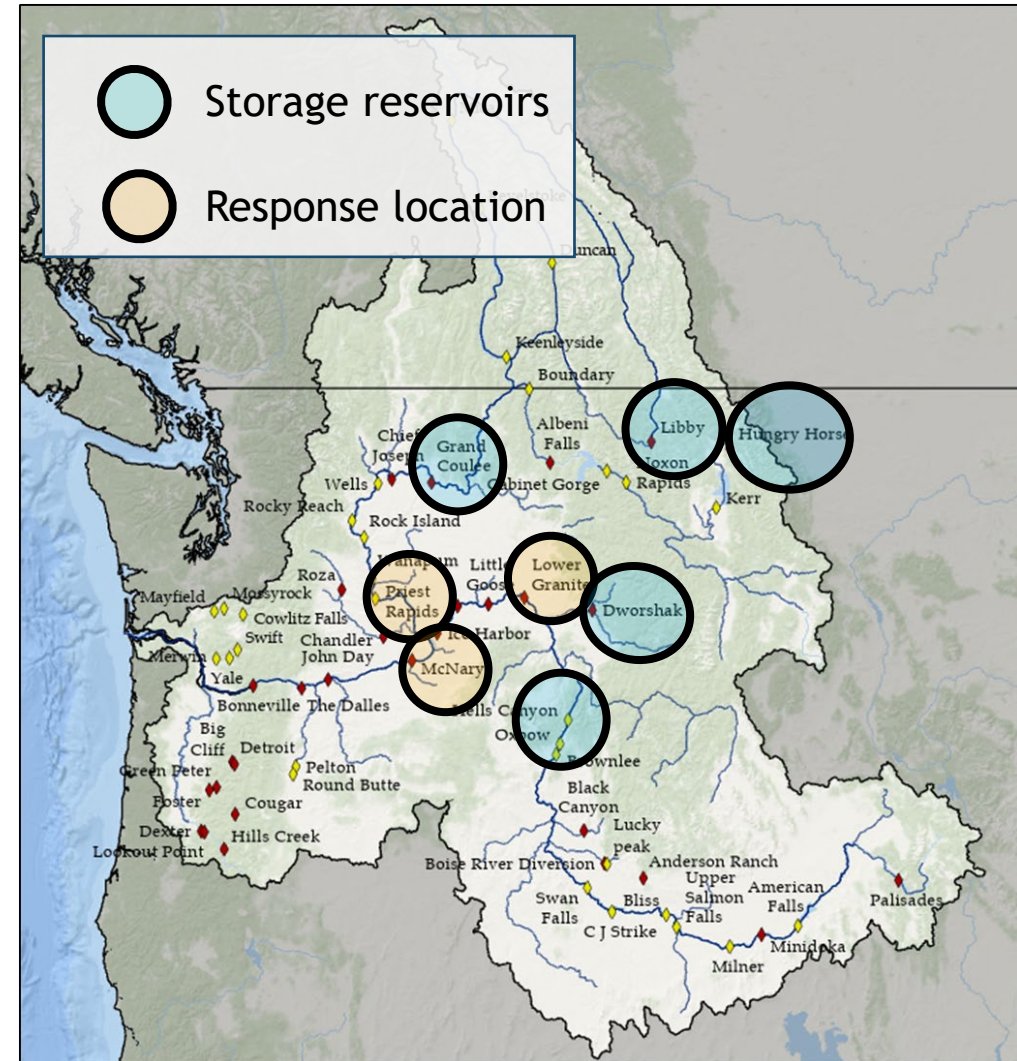 Storage reservoirs
Response location
Revelstoke
Duncan
Keenleyside
Boundary
Albeni
Falls
Libby
Hungry Horse
Chief
Joseph
Grand
Coulee
Noxon
Rapids
Cabinet Gorge
Kerr
Wells
Rocky Reach
Rock Island
Wanapum
Priest
Rapids
Little
Goose
Lower
Granite
Dworshak
Roza
Mayfield
Mossyrock
Cowlitz Falls
Swift
Merwin
Yale
Chandler
John Day
Ice Harbor
McNary
Bonneville
The Dalles
Hells Canyon
Oxbow
Brownlee
Big
Cliff
Detroit
Green Peter
Foster
Pelton
Round Butte
Cougar
Dexter
Hills Creek
Lookout Point
Black
Canyon
Lucky
peak
Boise River Diversion
Anderson Ranch
Swan
Falls
Bliss
Upper
Salmon
Falls
C J Strike
American
Falls
Palisades
Minidoka
Milner